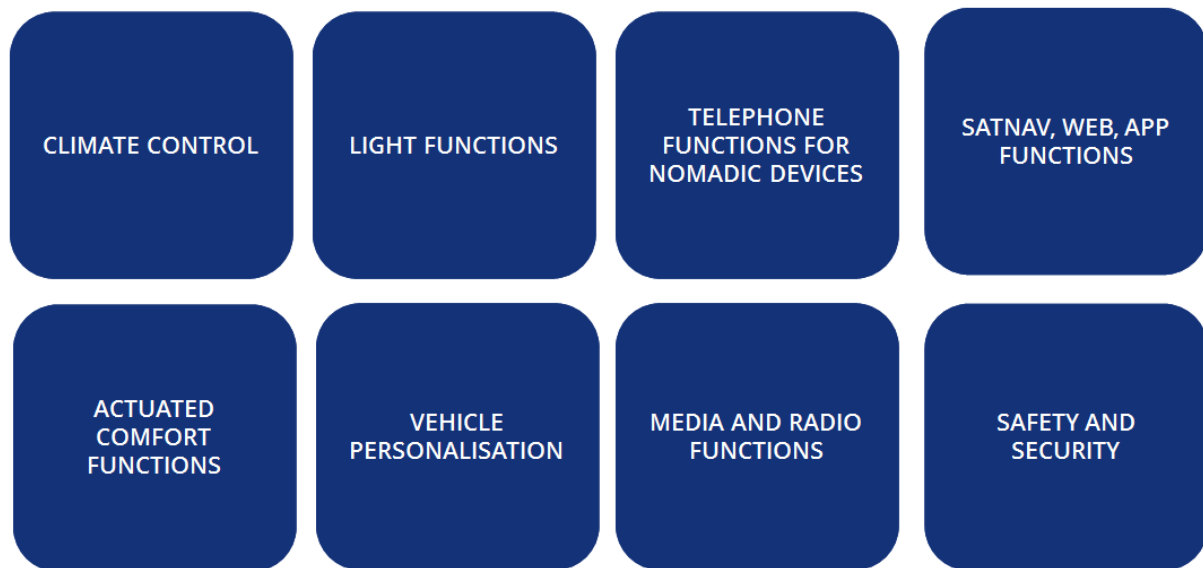 CLIMATE CONTROL
LIGHT FUNCTIONS
TELEPHONE
FUNCTIONS FOR
NOMADIC DEVICES
SATNAV, WEB, APP
FUNCTIONS
ACTUATED
COMFORT
FUNCTIONS
VEHICLE
PERSONALISATION
MEDIA AND RADIO
FUNCTIONS
SAFETY AND
SECURITY